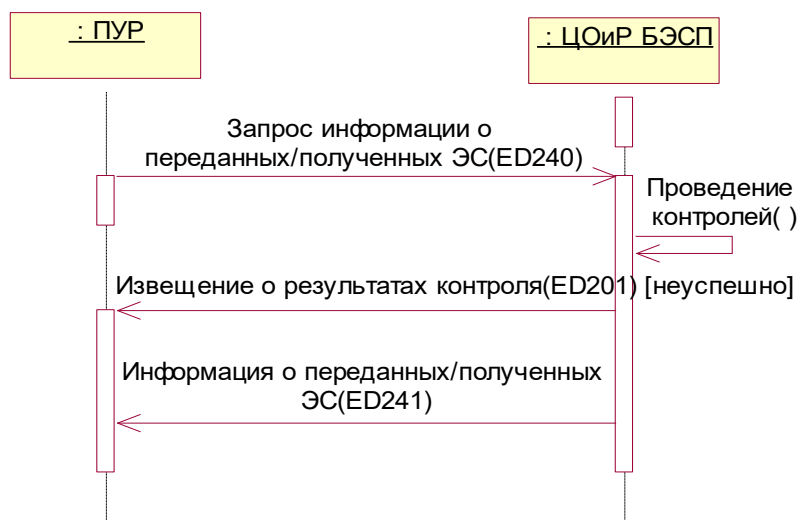 : ПУР
: ЦОиР БЭСП
Запрос информации о
переданных/полученных ЭС(ED240)
Проведение
контролей( )
Извещение о результатах контроля(ED201) [неуспешно]
Информация о переданных/полученных
ЭС(ED241)